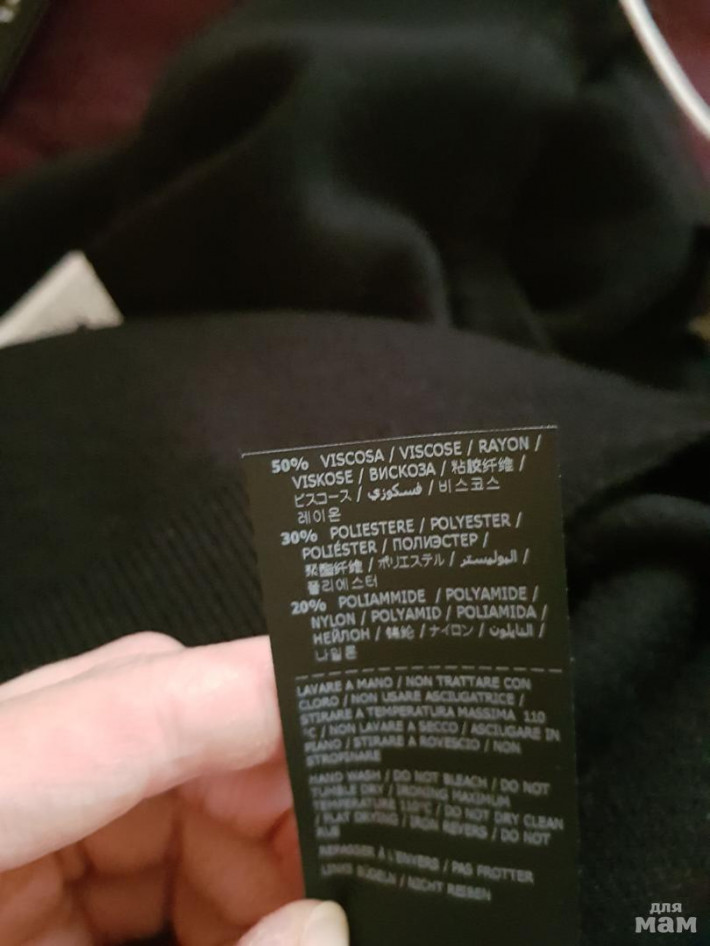 50% VISCOSA / VISCOSE / RAYON /
VISKOSE / ВИСКОЗА / 粘胶纤维 /
ビスコース / فسكوزي / 비스코스
레이온
30% POLIESTERE / POLYESTER /
POLIÉSTER / ПОЛИЭСТЕР /
聚酯纤维 / ポリエステル / البوليستر /
폴리에스터
20% POLIAMMIDE / POLYAMIDE /
NYLON / POLYAMID / POLIAMIDA /
НЕЙЛОН / 锦纶 / ナイロン / النايلون /
나일론
LAVARE A MANO / NON TRATTARE CON
CLORO / NON USARE ASCIUGATRICE /
STIRARE A TEMPERATURA MASSIMA 110
°C / NON LAVARE A SECCO / ASCIUGARE IN
PIANO / STIRARE A ROVESCIO / NON
STROFINARE
HAND WASH / DO NOT BLEACH / DO NOT
TUMBLE DRY / IRONING MAXIMUM
TEMPERATURE 110°C / DO NOT DRY CLEAN
/ FLAT DRYING / IRON REVERS / DO NOT
RUB
REPASSER À L'ENVERS / PAS FROTTER
LINKS BÜGELN / NICHT REIBEN
для
мам